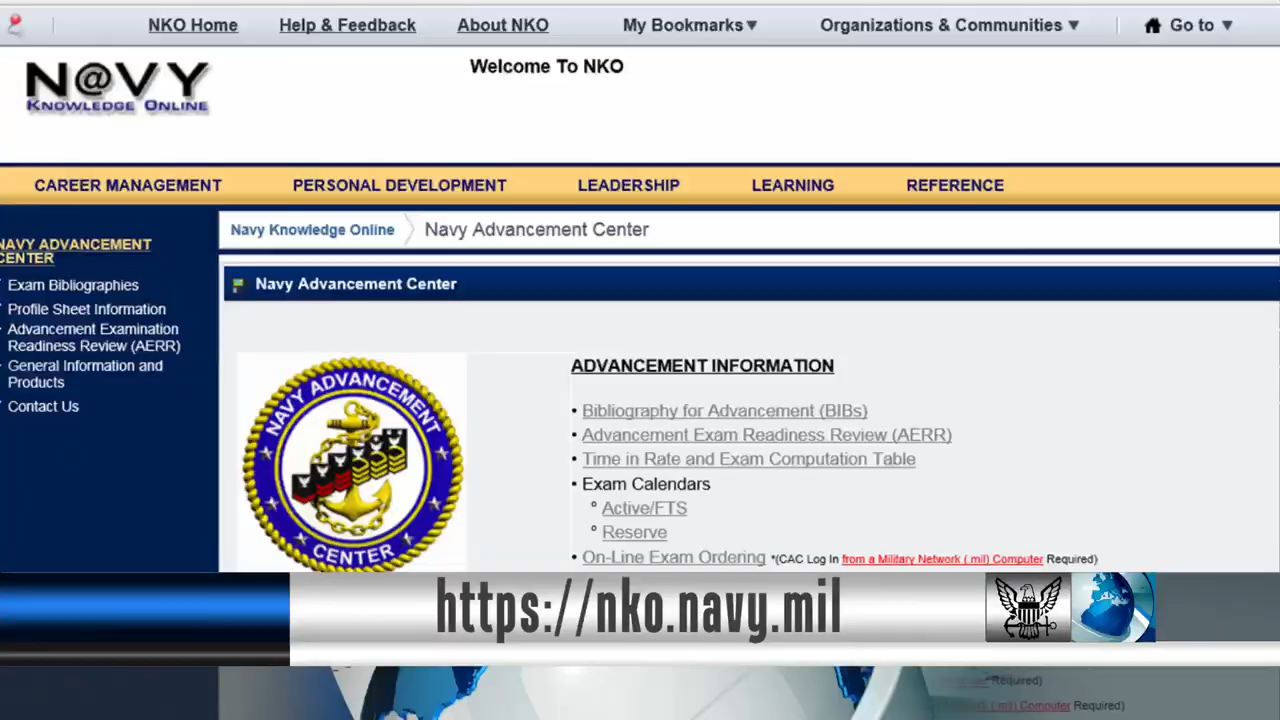 NKO Home Help & Feedback About NKO My Bookmarks Organizations & Communities Go to
N@VY
KNOWLEDGE ONLINE
Welcome To NKO
CAREER MANAGEMENT PERSONAL DEVELOPMENT LEADERSHIP LEARNING REFERENCE
NAVY ADVANCEMENT
CENTER
Exam Bibliographies
Profile Sheet Information
Advancement Examination
Readiness Review (AERR)
General Information and
Products
Contact Us
Navy Knowledge Online Navy Advancement Center
Navy Advancement Center
NAVY ADVANCEMENT
CENTER
ADVANCEMENT INFORMATION
• Bibliography for Advancement (BIBs)
• Advancement Exam Readiness Review (AERR)
• Time in Rate and Exam Computation Table
• Exam Calendars
° Active/FTS
° Reserve
• On-Line Exam Ordering *(CAC Log In from a Military Network (.mil) Computer Required)
https://nko.navy.mil
Required)
(.mil) Computer Required)